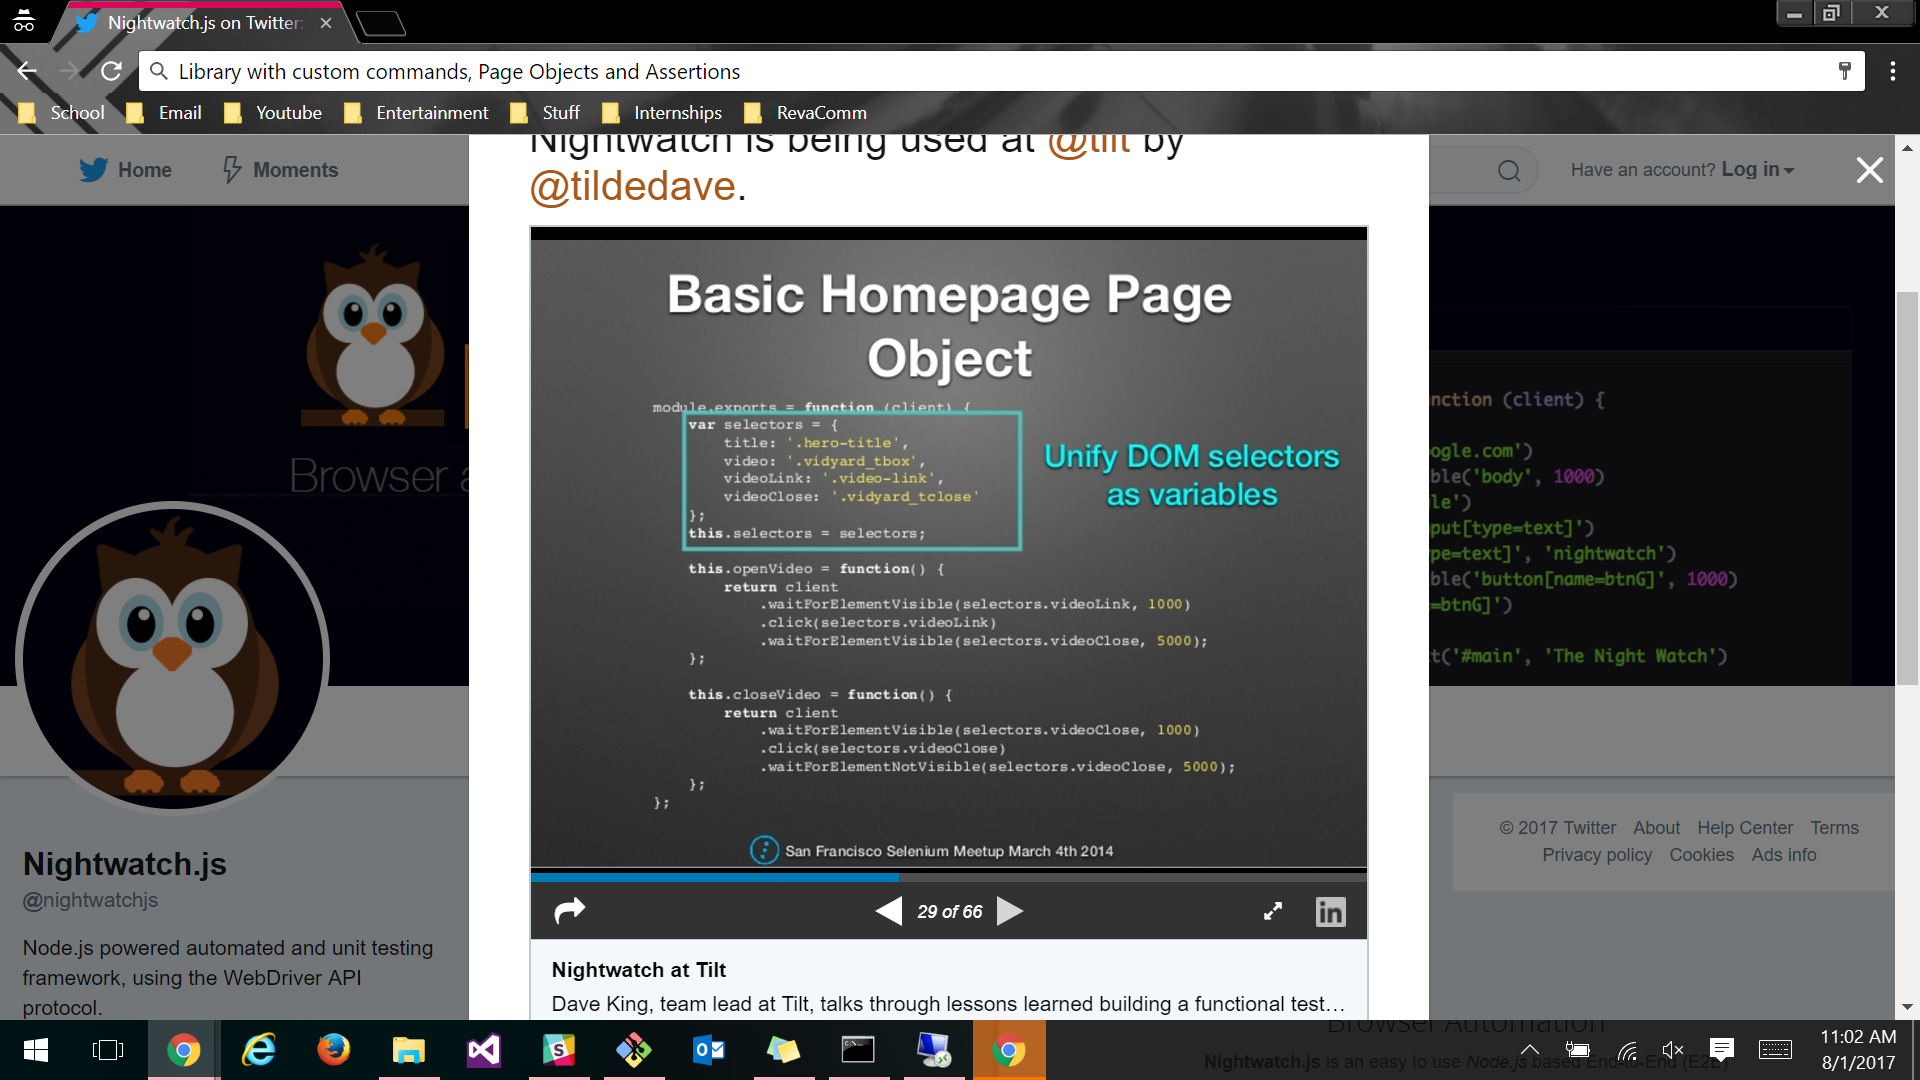 Nightwatch.js on Twitter:
Library with custom commands, Page Objects and Assertions
School Email Youtube Entertainment Stuff Internships RevaComm
Home Moments
Have an account? Log in
Nightwatch is being used at @tilt by
@tildedave.
Browser a
Basic Homepage Page
Object
module.exports = function (client) {
var selectors = {
title: '.hero-title',
video: '.vidyard_tbox',
videoLink: '.video-link',
videoClose: '.vidyard_tclose'
};
this.selectors = selectors;
Unify DOM selectors
as variables
this.openVideo = function() {
return client
.waitForElementVisible(selectors.videoLink, 1000)
.click(selectors.videoLink)
.waitForElementVisible(selectors.videoClose, 5000);
};
this.closeVideo = function() {
return client
.waitForElementVisible(selectors.videoClose, 1000)
.click(selectors.videoClose)
.waitForElementNotVisible(selectors.videoClose, 5000);
};
};
San Francisco Selenium Meetup March 4th 2014
29 of 66
in
Nightwatch at Tilt
Dave King, team lead at Tilt, talks through lessons learned building a functional test…
nction (client) {
ogle.com')
ble('body', 1000)
le')
put[type=text]')
pe=text]', 'nightwatch')
ble('button[name=btnG]', 1000)
=btnG]')
t('#main', 'The Night Watch')
Nightwatch.js
@nightwatchjs
Node.js powered automated and unit testing
framework, using the WebDriver API
protocol.
© 2017 Twitter About Help Center Terms
Privacy policy Cookies Ads info
Browser Automation
Nightwatch.js is an easy to use Node.js based End-to-End (E2E)
11:02 AM
8/1/2017